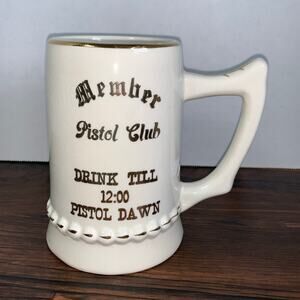 Member
Pistol Club
DRINK TILL
12:00
PISTOL DAWN